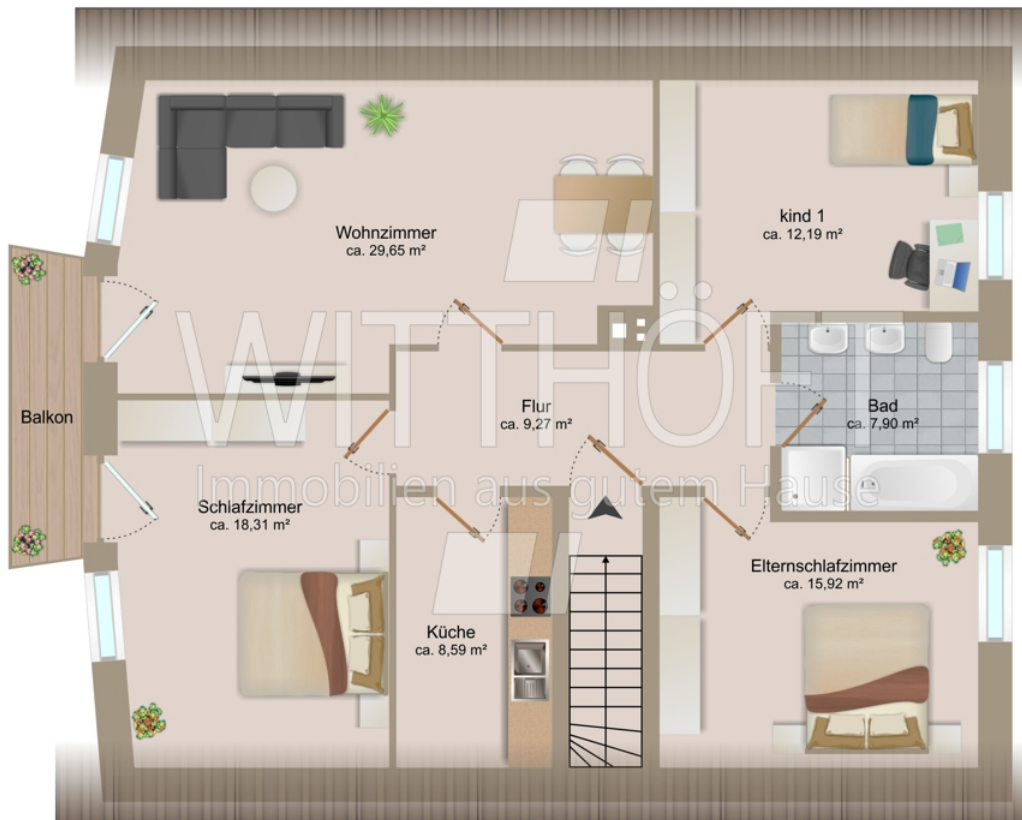 Wohnzimmer
ca. 29,65 m²
kind 1
ca. 12,19 m²
WITTHÖFT
Immobilien aus gutem Hause
Balkon
Flur
ca. 9,27 m²
Bad
ca. 7,90 m²
Schlafzimmer
ca. 18,31 m²
Küche
ca. 8,59 m²
Elternschlafzimmer
ca. 15,92 m²